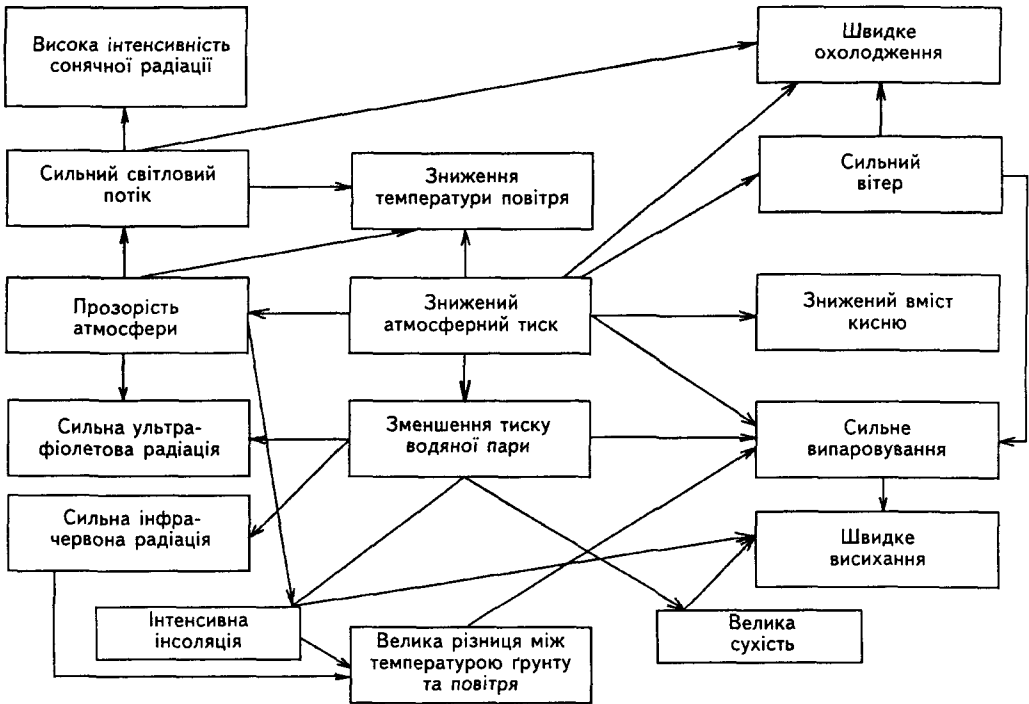 Висока інтенсивність
сонячної радіації
Швидке
охолодження
Сильний світловий
потік
Зниження
температури повітря
Сильний
вітер
Прозорість
атмосфери
Знижений
атмосферний тиск
Знижений вміст
кисню
Сильна ультра-
фіолетова радіація
Зменшення тиску
водяної пари
Сильне
випаровування
Сильна інфра-
червона радіація
Швидке
висихання
Інтенсивна
інсоляція
Велика різниця між
температурою ґрунту
та повітря
Велика
сухість